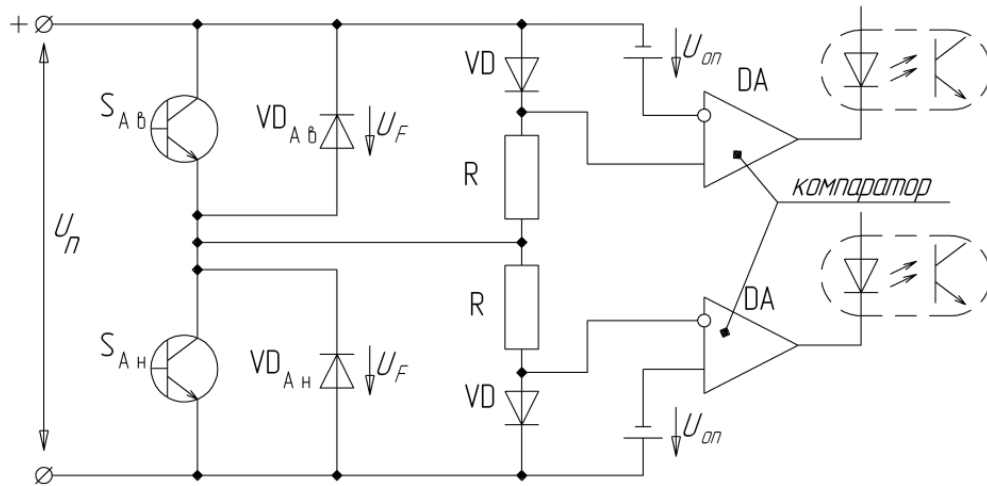 +
U оп
VD
DA
S А в
VD А в
U F
R
компаратор
U п
R
DA
S А н
VD А н
U F
VD
U оп